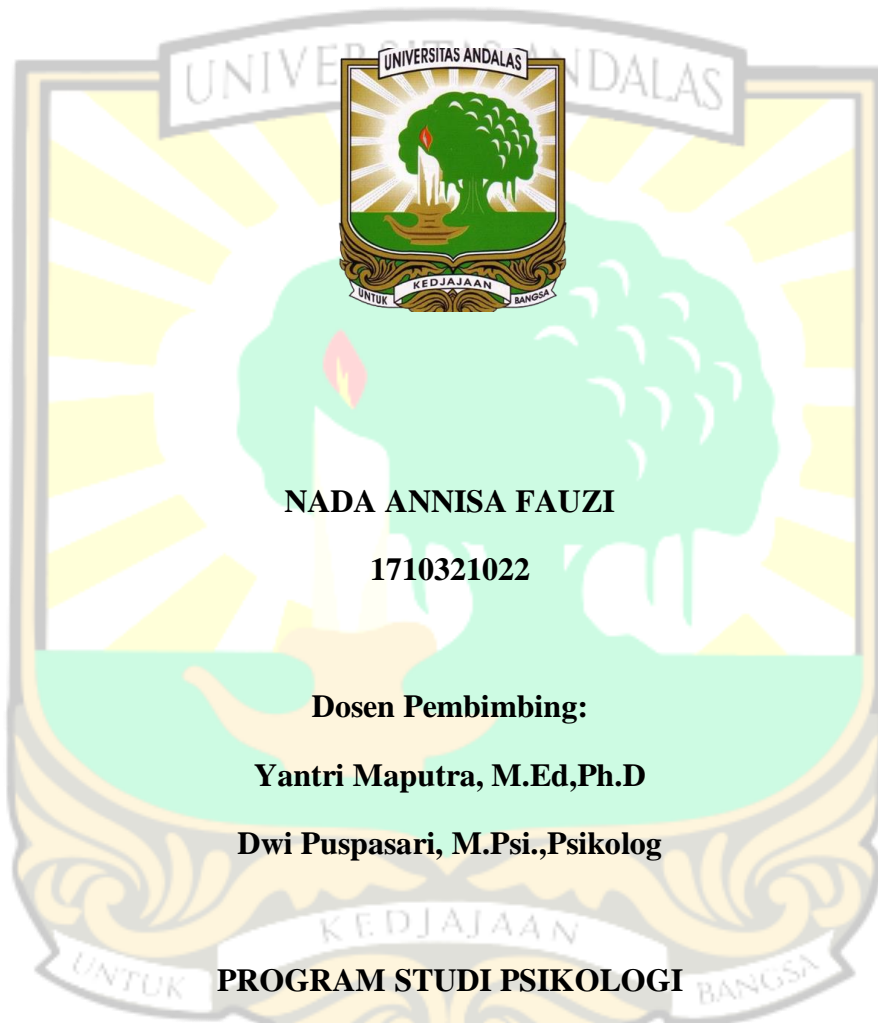 UNIVERSITAS ANDALAS
UNIVERSITAS ANDALAS
UNTUK KEDJAJAAN BANGSA
NADA ANNISA FAUZI
1710321022
Dosen Pembimbing:
Yantri Maputra, M.Ed,Ph.D
Dwi Puspasari, M.Psi.,Psikolog
UNTUK KEDJAJAAN BANGSA
PROGRAM STUDI PSIKOLOGI